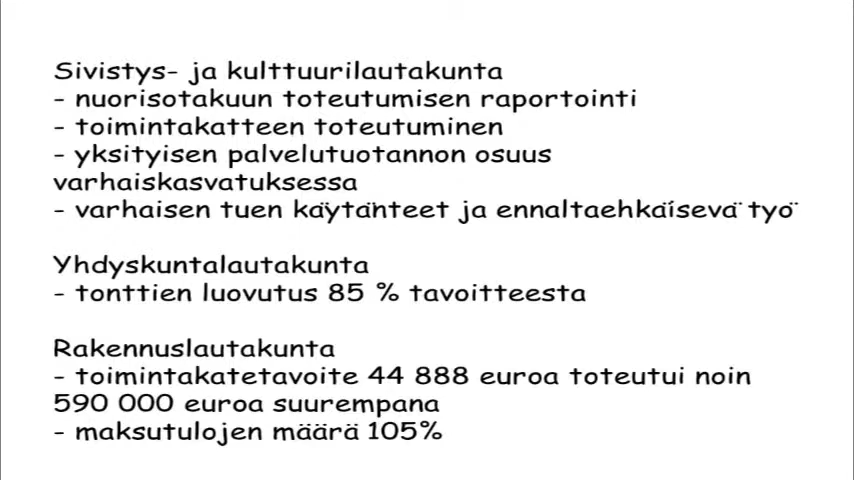 Sivistys- ja kulttuurilautakunta
- nuorisotakuun toteutumisen raportointi
- toimintakatteen toteutuminen
- yksityisen palvelutuotannon osuus
varhaiskasvatuksessa
- varhaisen tuen käytänteet ja ennaltaehkäisevä työ
Yhdyskuntalautakunta
- tonttien luovutus 85 % tavoitteesta
Rakennuslautakunta
- toimintakatetavoite 44 888 euroa toteutui noin
590 000 euroa suurempana
- maksutulojen määrä 105%